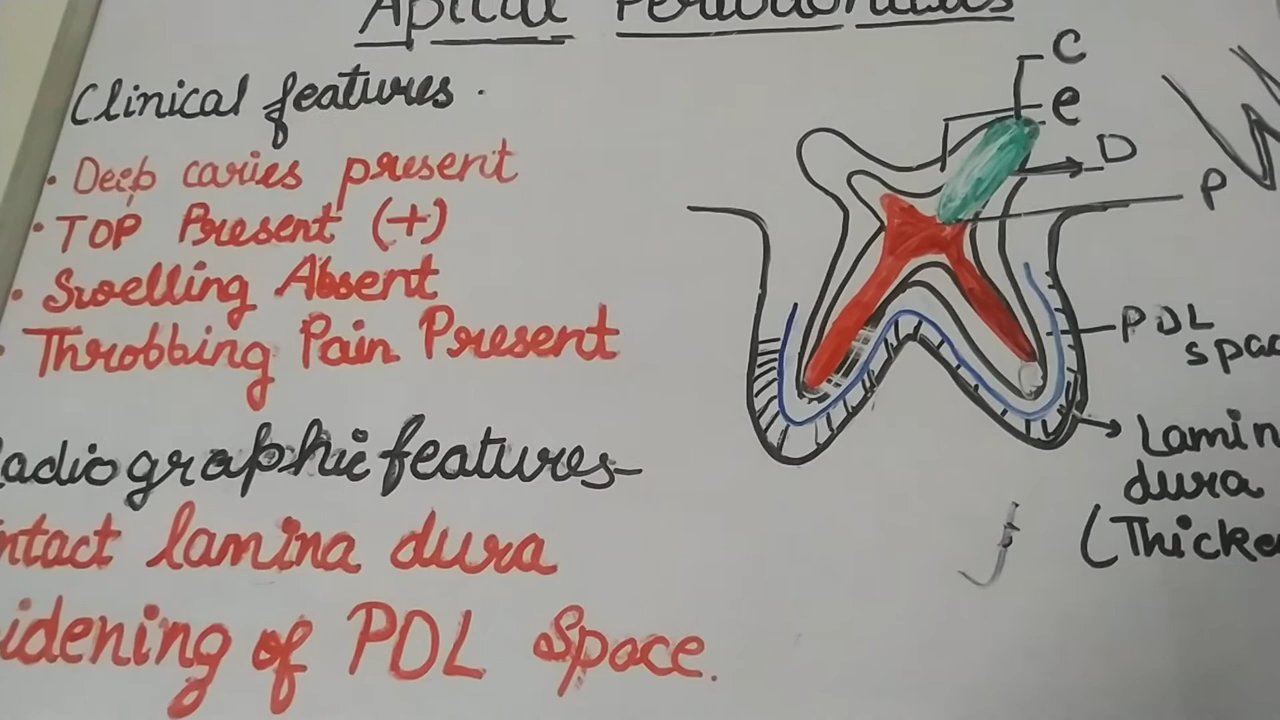 Apical Periodontitis
Clinical features.
• Deep caries present
• TOP Present (+)
• Swelling Absent
• Throbbing Pain Present
adiographic features-
ntact lamina dura
idening of PDL Space.
C
e
D
P
PDL
spac
Lamin
dura
(Thicke